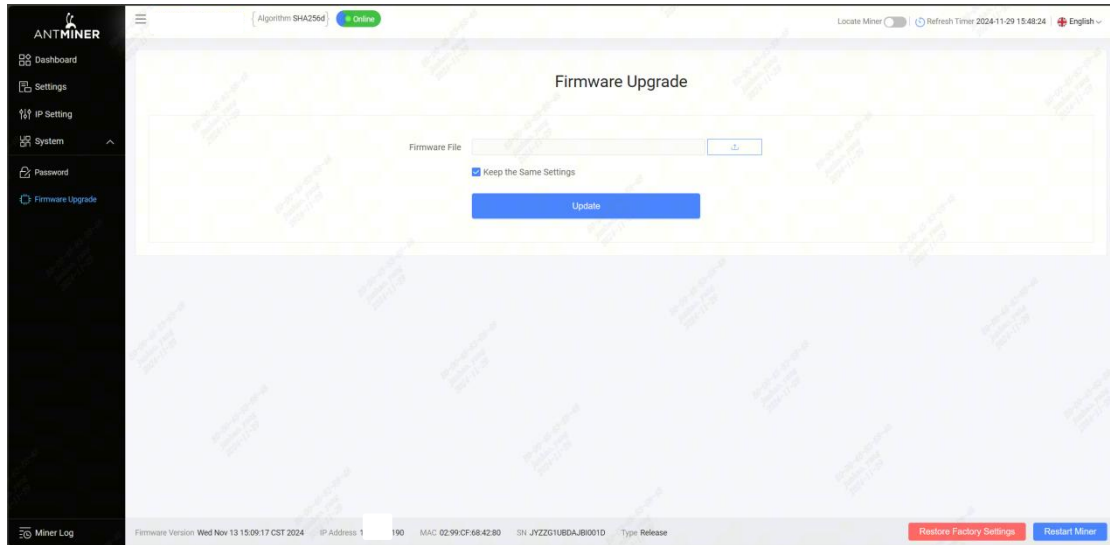 ANTMINER
{ Algorithm SHA256d } Online
Locate Miner Refresh Timer 2024-11-29 15:48:24 English
Dashboard
Settings
IP Setting
System
Password
Firmware Upgrade
Miner Log
Firmware Upgrade
Firmware File
Keep the Same Settings
Update
Firmware Version Wed Nov 13 15:09:17 CST 2024 IP Address 1 190 MAC 02:99:CF:68:42:80 SN JYZZG1UBDAJBI001D Type Release
Restore Factory Settings Restart Miner